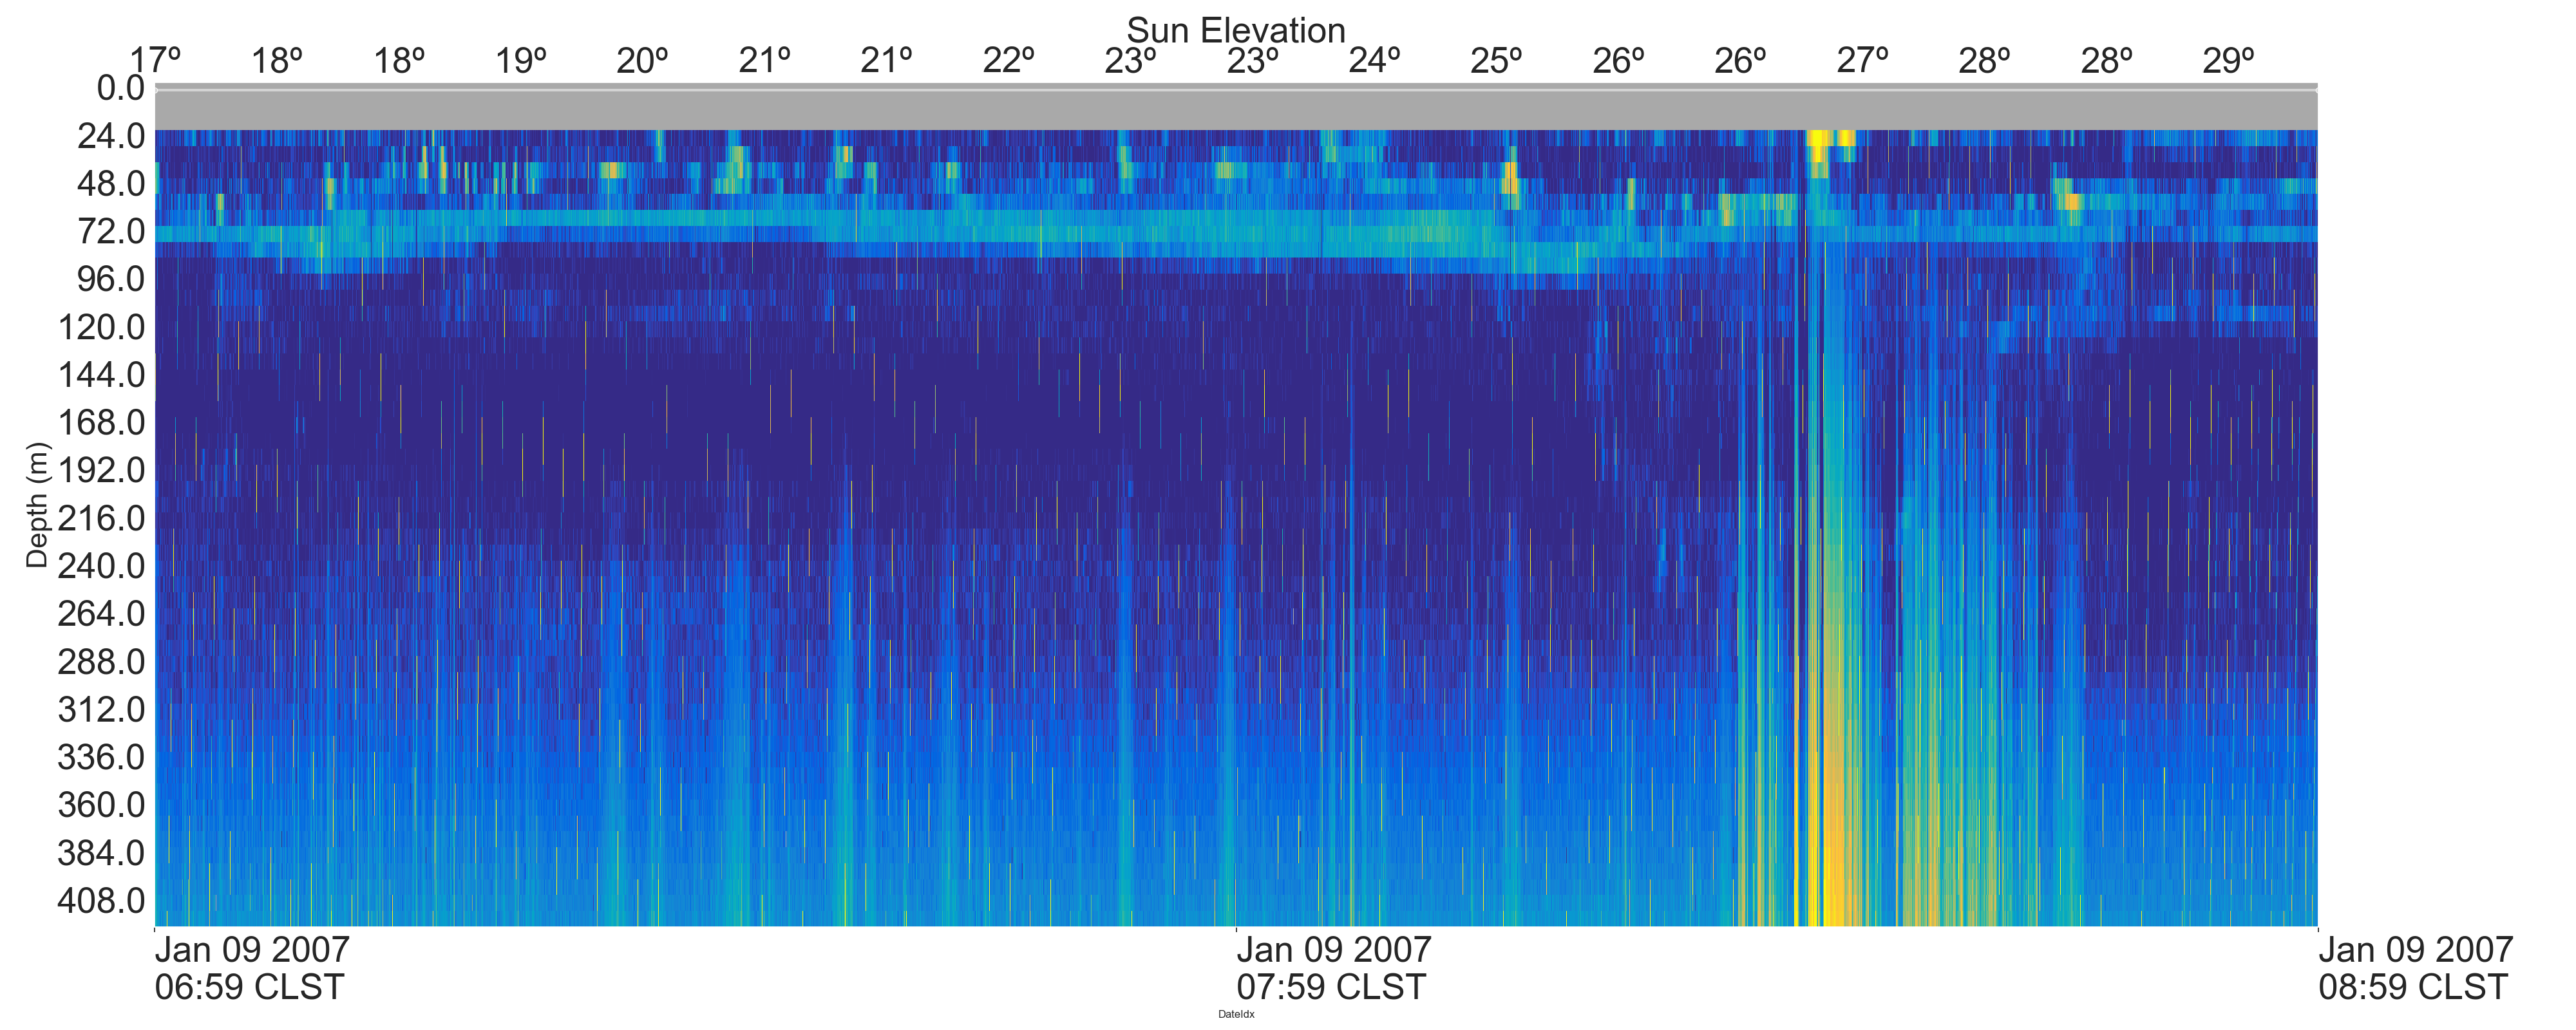 Sun Elevation
17º 18º 18º 19º 20º 21º 21º 22º 23º 23º 24º 25º 26º 26º 27º 28º 28º 29º
0.0
24.0
48.0
72.0
96.0
120.0
144.0
168.0
192.0
216.0
240.0
264.0
288.0
312.0
336.0
360.0
384.0
408.0
Depth (m)
Jan 09 2007
06:59 CLST
Jan 09 2007
07:59 CLST
Jan 09 2007
08:59 CLST
DateIdx